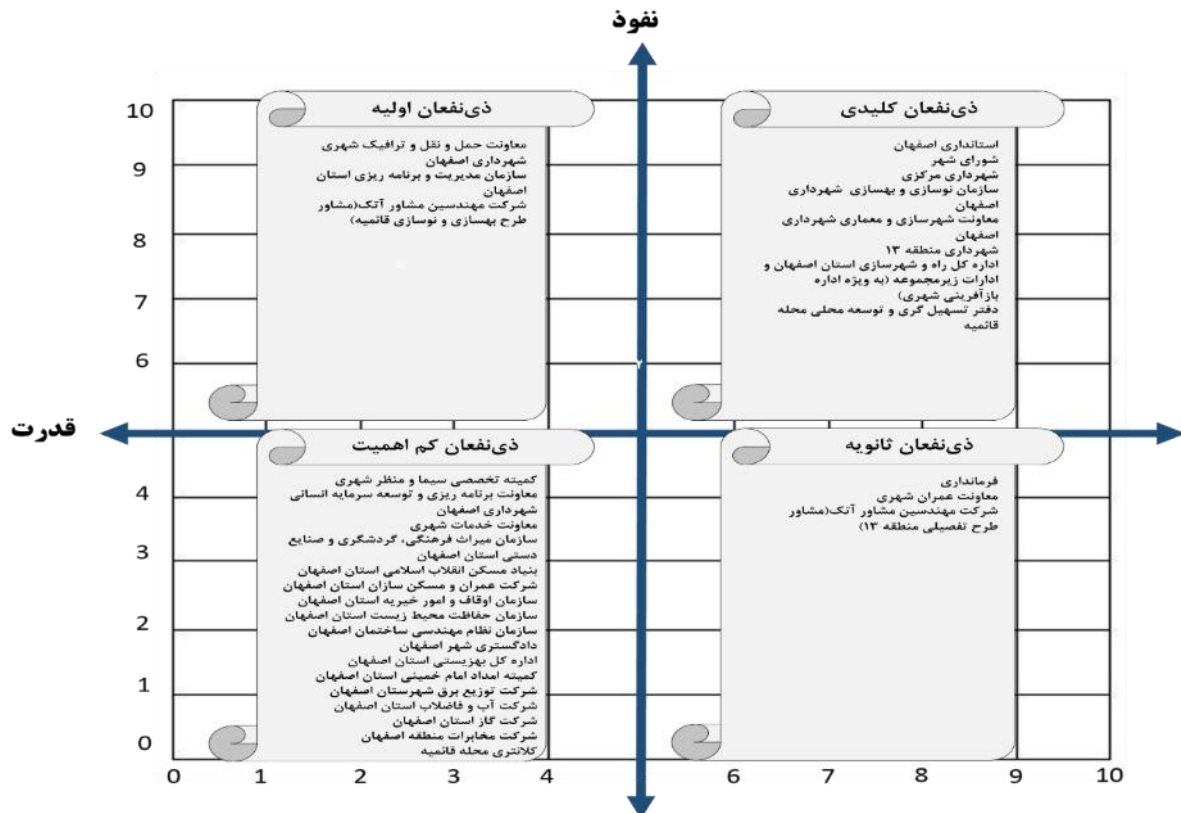 نفوذ
ذی‌نفعان اولیه
معاونت حمل و نقل و ترافیک شهری
شهرداری اصفهان
سازمان مدیریت و برنامه ریزی استان
اصفهان
شرکت مهندسین مشاور آتک(مشاور
طرح بهسازی و نوسازی قائمیه)
ذی‌نفعان کلیدی
استانداری اصفهان
شورای شهر
شهرداری مرکزی
سازمان نوسازی و بهسازی شهرداری
اصفهان
معاونت شهرسازی و معماری شهرداری
اصفهان
شهرداری منطقه ۱۳
اداره کل راه و شهرسازی استان اصفهان و
ادارات زیرمجموعه (به ویژه اداره
بازآفرینی شهری)
دفتر تسهیل گری و توسعه محلی محله
قائمیه
۲
قدرت
ذی‌نفعان کم اهمیت
کمیته تخصصی سیما و منظر شهری
معاونت برنامه ریزی و توسعه سرمایه انسانی
شهرداری اصفهان
معاونت خدمات شهری
سازمان میراث فرهنگی، گردشگری و صنایع
دستی استان اصفهان
بنیاد مسکن انقلاب اسلامی استان اصفهان
شرکت عمران و مسکن سازان استان اصفهان
سازمان اوقاف و امور خیریه استان اصفهان
سازمان حفاظت محیط زیست استان اصفهان
سازمان نظام مهندسی ساختمان اصفهان
دادگستری شهر اصفهان
اداره کل بهزیستی استان اصفهان
کمیته امداد امام خمینی استان اصفهان
شرکت توزیع برق شهرستان اصفهان
شرکت آب و فاضلاب استان اصفهان
شرکت گاز استان اصفهان
شرکت مخابرات منطقه اصفهان
کلانتری محله قائمیه
ذی‌نفعان ثانویه
فرمانداری
معاونت عمران شهری
شرکت مهندسین مشاور آتک(مشاور
طرح تفصیلی منطقه ۱۳)
10
9
8
7
6
4
3
2
1
0
0 1 2 3 4 6 7 8 9 10